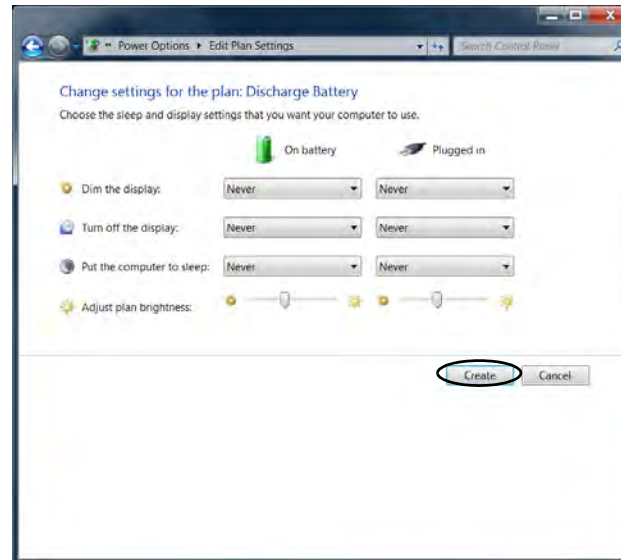 Power Options ▸ Edit Plan Settings Search Control Panel
Change settings for the plan: Discharge Battery
Choose the sleep and display settings that you want your computer to use.
On battery Plugged in
Dim the display: Never Never
Turn off the display: Never Never
Put the computer to sleep: Never Never
Adjust plan brightness:
Create Cancel